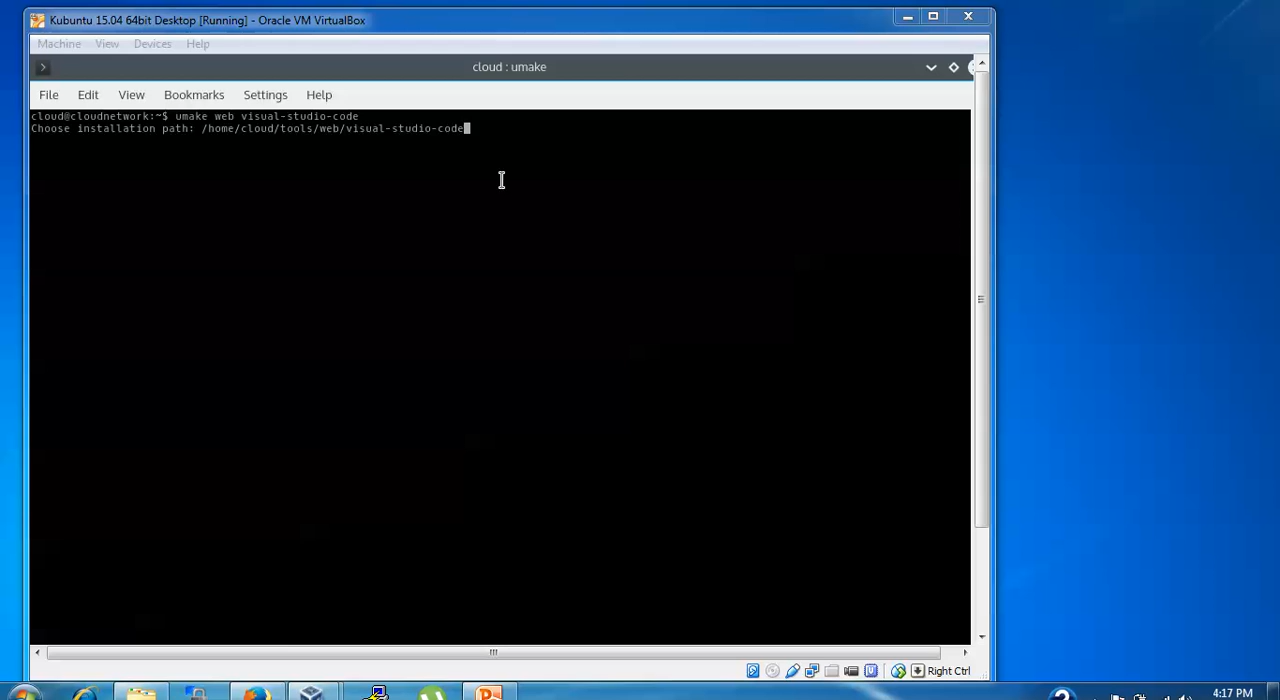 Kubuntu 15.04 64bit Desktop [Running] - Oracle VM VirtualBox
Machine View Devices Help
cloud : umake
File Edit View Bookmarks Settings Help
cloud@cloudnetwork:~$ umake web visual-studio-code
Choose installation path: /home/cloud/tools/web/visual-studio-code
Right Ctrl
4:17 PM